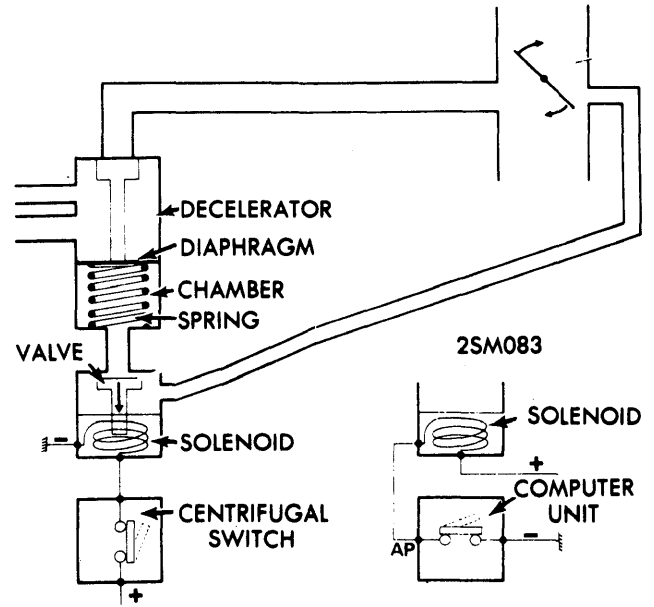 DECELERATOR
DIAPHRAGM
CHAMBER
SPRING
VALVE
2SM083
-
SOLENOID
SOLENOID
+
CENTRIFUGAL
SWITCH
COMPUTER
UNIT
AP
-
+